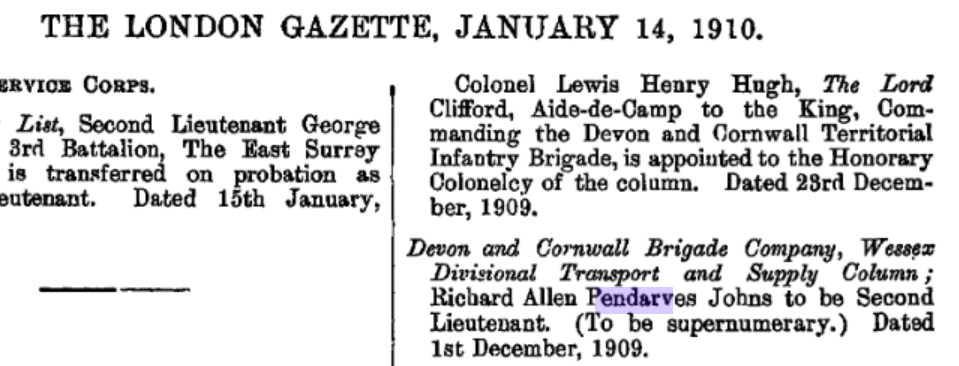 THE LONDON GAZETTE, JANUARY 14, 1910.
ERVICE CORPS.
List, Second Lieutenant George
3rd Battalion, The East Surrey
is transferred on probation as
eutenant. Dated 15th January,
Colonel Lewis Henry Hugh, The Lord
Clifford, Aide-de-Camp to the King, Com-
manding the Devon and Cornwall Territorial
Infantry Brigade, is appointed to the Honorary
Colonelcy of the column. Dated 23rd Decem-
ber, 1909.
Devon and Cornwall Brigade Company, Wessex
Divisional Transport and Supply Column;
Richard Allen Pendarves Johns to be Second
Lieutenant. (To be supernumerary.) Dated
1st December, 1909.